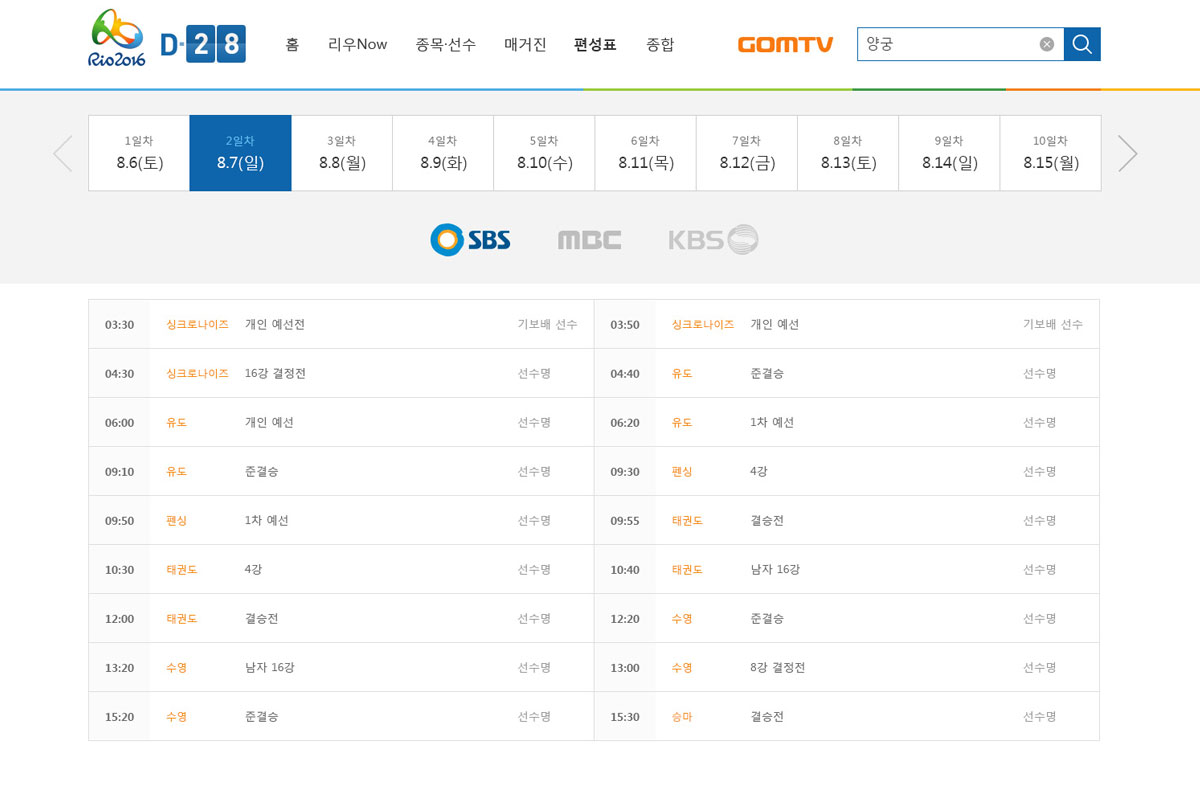 Rio2016 D-28 홈 리우Now 종목·선수 매거진 편성표 종합 GOMTV 양궁
1일차 2일차 3일차 4일차 5일차 6일차 7일차 8일차 9일차 10일차
8.6(토) 8.7(일) 8.8(월) 8.9(화) 8.10(수) 8.11(목) 8.12(금) 8.13(토) 8.14(일) 8.15(월)
SBS MBC KBS
03:30 싱크로나이즈 개인 예선전 기보배 선수 03:50 싱크로나이즈 개인 예선 기보배 선수
04:30 싱크로나이즈 16강 결정전 선수명 04:40 유도 준결승 선수명
06:00 유도 개인 예선 선수명 06:20 유도 1차 예선 선수명
09:10 유도 준결승 선수명 09:30 펜싱 4강 선수명
09:50 펜싱 1차 예선 선수명 09:55 태권도 결승전 선수명
10:30 태권도 4강 선수명 10:40 태권도 남자 16강 선수명
12:00 태권도 결승전 선수명 12:20 수영 준결승 선수명
13:20 수영 남자 16강 선수명 13:00 수영 8강 결정전 선수명
15:20 수영 준결승 선수명 15:30 승마 결승전 선수명